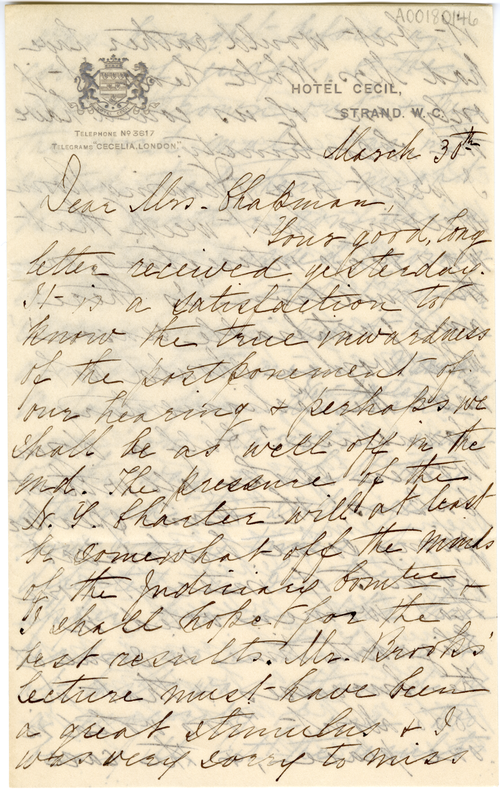 A00180146
HOTEL CECIL,
STRAND. W. C.
TELEPHONE Nº 3617
TELEGRAMS "CECELIA, LONDON"
March 30th
Dear Mrs. Chapman,
Your good, long
letter received yesterday.
It is a satisfaction to
know the true inwardness
of the postponement of
our hearing & perhaps we
shall be as well off in the
end. The pressure of the
N. Y. Charter will at least
be somewhat off the minds
of the Judiciary Comtee –
I shall hope for the
best results. Mr. Brooks'
lecture must have been
a great stimulus & I
was very sorry to miss